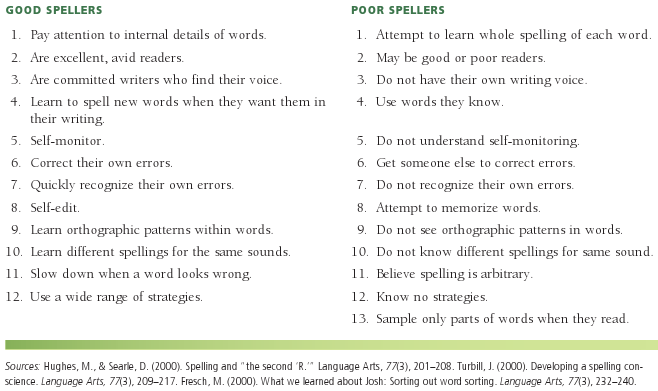 GOOD SPELLERS
1. Pay attention to internal details of words.
2. Are excellent, avid readers.
3. Are committed writers who find their voice.
4. Learn to spell new words when they want them in
their writing.
5. Self-monitor.
6. Correct their own errors.
7. Quickly recognize their own errors.
8. Self-edit.
9. Learn orthographic patterns within words.
10. Learn different spellings for the same sounds.
11. Slow down when a word looks wrong.
12. Use a wide range of strategies.
POOR SPELLERS
1. Attempt to learn whole spelling of each word.
2. May be good or poor readers.
3. Do not have their own writing voice.
4. Use words they know.
5. Do not understand self-monitoring.
6. Get someone else to correct errors.
7. Do not recognize their own errors.
8. Attempt to memorize words.
9. Do not see orthographic patterns in words.
10. Do not know different spellings for same sound.
11. Believe spelling is arbitrary.
12. Know no strategies.
13. Sample only parts of words when they read.
Sources: Hughes, M., & Searle, D. (2000). Spelling and "the second 'R.'" Language Arts, 77(3), 201–208. Turbill, J. (2000). Developing a spelling con-
science. Language Arts, 77(3), 209–217. Fresch, M. (2000). What we learned about Josh: Sorting out word sorting. Language Arts, 77(3), 232–240.